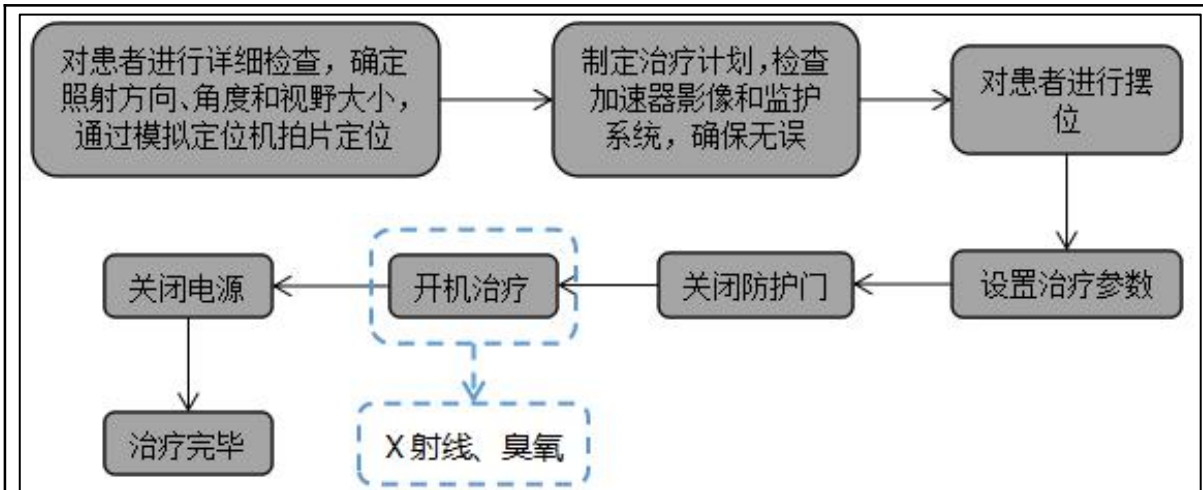 对患者进行详细检查，确定
照射方向、角度和视野大小，
通过模拟定位机拍片定位
制定治疗计划，检查
加速器影像和监护
系统，确保无误
对患者进行摆
位
设置治疗参数
关闭防护门
开机治疗
关闭电源
X射线、臭氧
治疗完毕